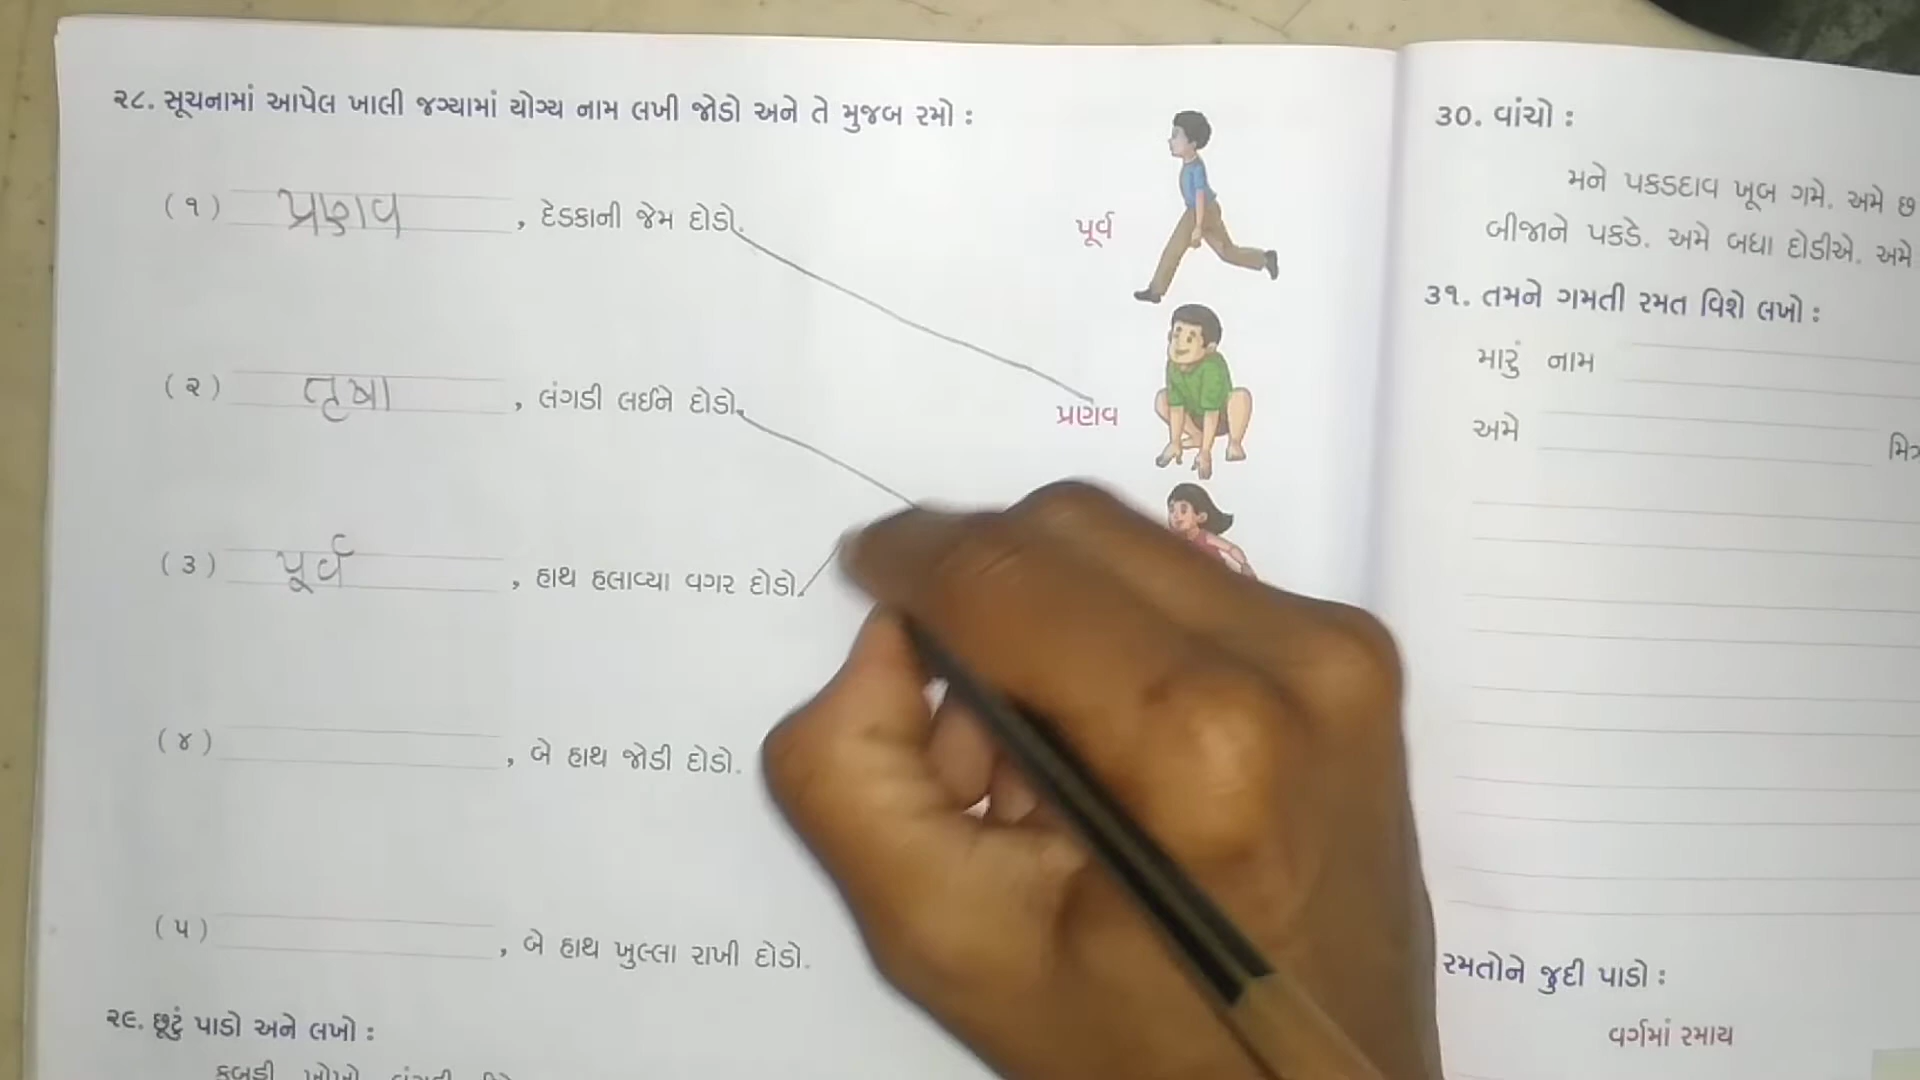 ૨૮. સૂચનામાં આપેલ ખાલી જગ્યામાં યોગ્ય નામ લખી જોડો અને તે મુજબ રમો :
(૧) પ્રણવ , દેડકાની જેમ દોડો.
પૂર્વ
(૨) તૃષા , લંગડી લઈને દોડો.
પ્રણવ
(૩) પૂર્વ , હાથ હલાવ્યા વગર દોડો.
(૪) , બે હાથ જોડી દોડો.
(૫) , બે હાથ ખુલ્લા રાખી દોડો.
૨૯. છૂટું પાડો અને લખો :
૩૦. વાંચો :
મને પકડદાવ ખૂબ ગમે. અમે છ
બીજાને પકડે. અમે બધા દોડીએ. અમે
૩૧. તમને ગમતી રમત વિશે લખો :
મારું નામ
અમે
રમતોને જુદી પાડો :
વર્ગમાં રમાય